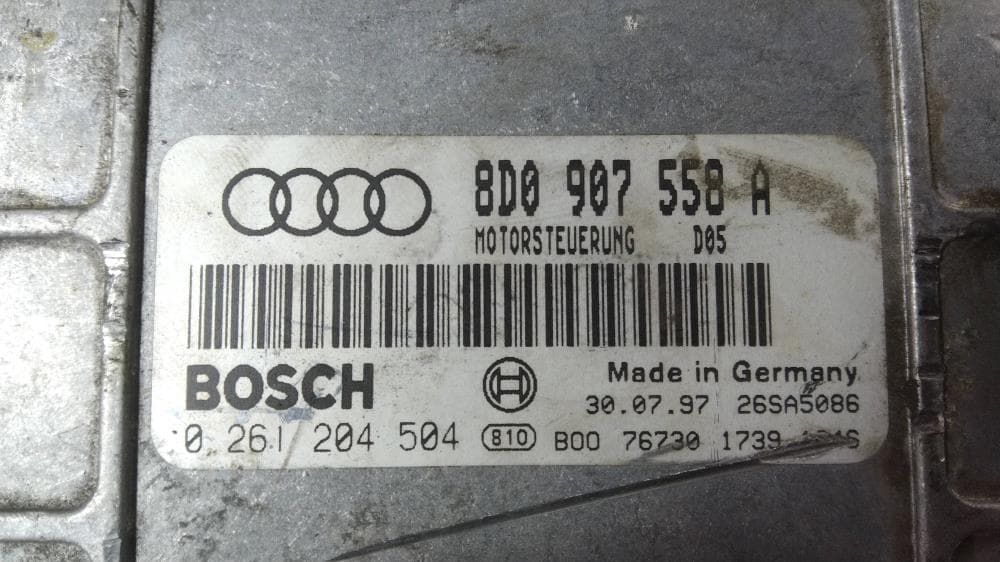 8D0 907 558 A
MOTORSTEUERUNG D05
BOSCH
Made in Germany
30.07.97 26SA5086
0 261 204 504 810 B00 76730 1739